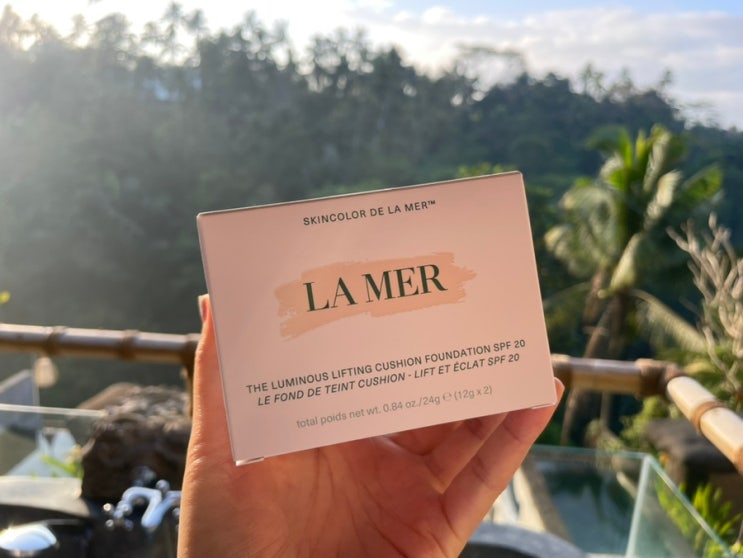 SKINCOLOR DE LA MER™
LA MER
THE LUMINOUS LIFTING CUSHION FOUNDATION SPF 20
LE FOND DE TEINT CUSHION - LIFT ET ÉCLAT SPF 20
total poids net wt. 0.84 oz./24g ℮ (12g x 2)